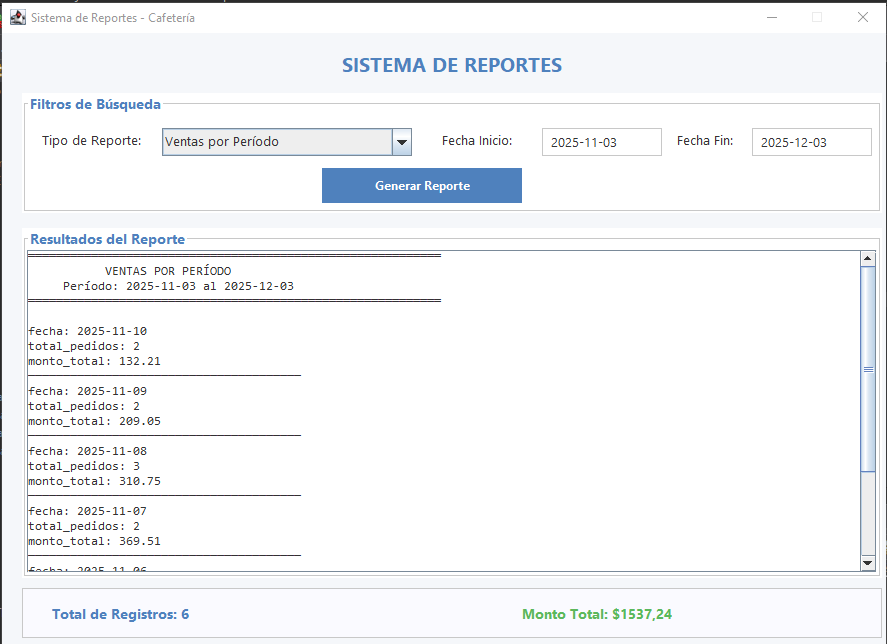 Sistema de Reportes - Cafetería
SISTEMA DE REPORTES
Filtros de Búsqueda
Tipo de Reporte: Ventas por Período Fecha Inicio: 2025-11-03 Fecha Fin: 2025-12-03
Generar Reporte
Resultados del Reporte
VENTAS POR PERÍODO
Período: 2025-11-03 al 2025-12-03
fecha: 2025-11-10
total_pedidos: 2
monto_total: 132.21
fecha: 2025-11-09
total_pedidos: 2
monto_total: 209.05
fecha: 2025-11-08
total_pedidos: 3
monto_total: 310.75
fecha: 2025-11-07
total_pedidos: 2
monto_total: 369.51
fecha: 2025-11-06
Total de Registros: 6 Monto Total: $1537,24